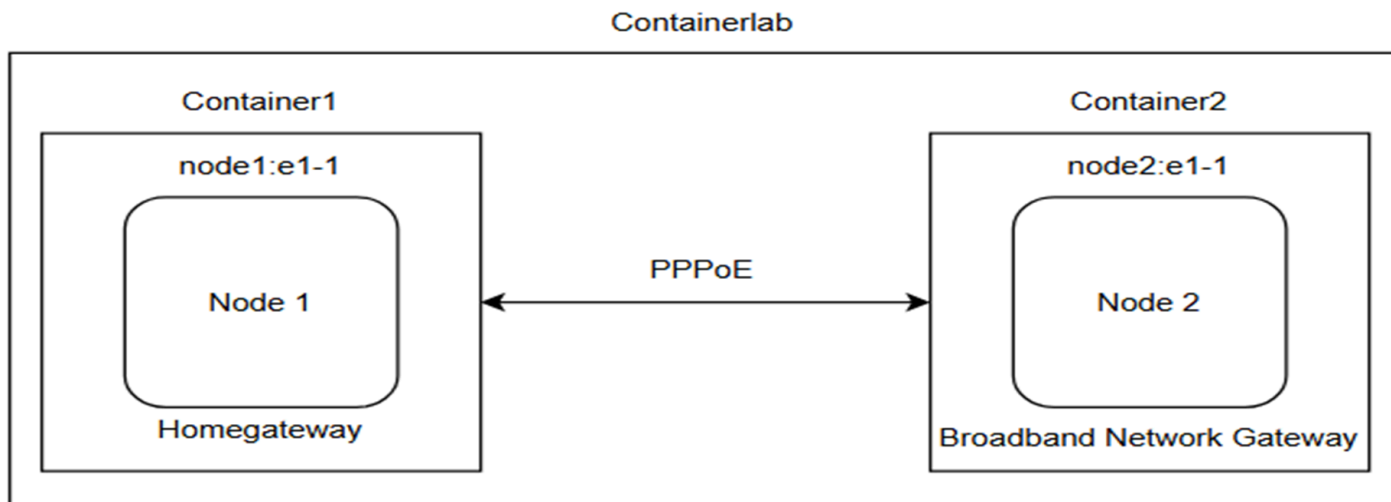 Containerlab
Container1
Container2
node1:e1-1
node2:e1-1
PPPoE
Node 1
Node 2
Homegateway
Broadband Network Gateway